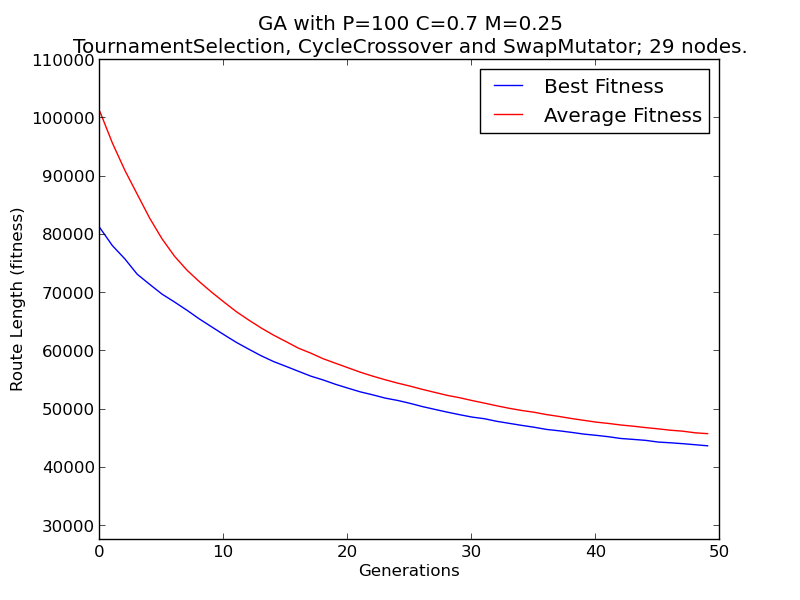 GA with P=100 C=0.7 M=0.25
TournamentSelection, CycleCrossover and SwapMutator; 29 nodes.
110000
100000
90000
80000
70000
60000
50000
40000
30000
Route Length (fitness)
Best Fitness
Average Fitness
0 10 20 30 40 50
Generations